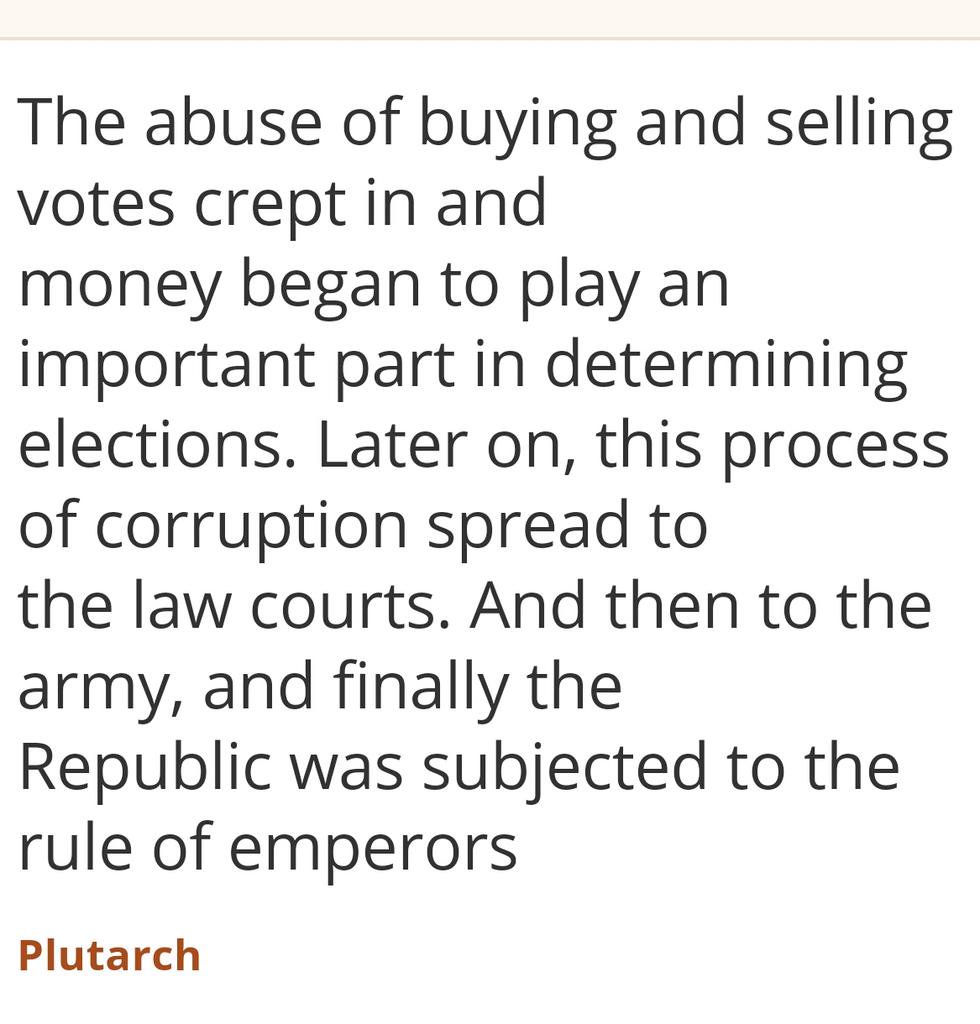 The abuse of buying and selling
votes crept in and
money began to play an
important part in determining
elections. Later on, this process
of corruption spread to
the law courts. And then to the
army, and finally the
Republic was subjected to the
rule of emperors
Plutarch